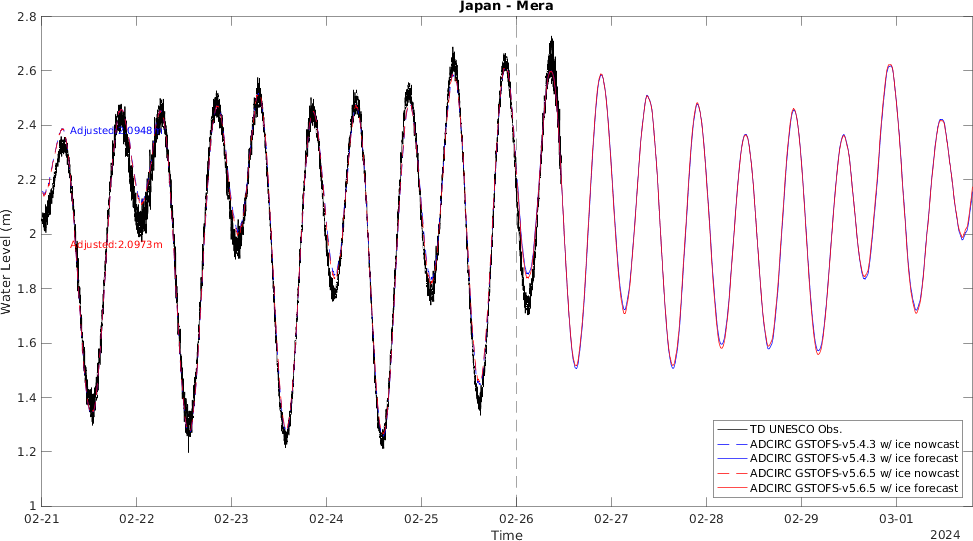 Japan - Mera
2.8
2.6
2.4
2.2
2
1.8
1.6
1.4
1.2
1
Water Level (m)
Adjusted:2.0948m
Adjusted:2.0973m
TD UNESCO Obs.
ADCIRC GSTOFS-v5.4.3 w/ ice nowcast
ADCIRC GSTOFS-v5.4.3 w/ ice forecast
ADCIRC GSTOFS-v5.6.5 w/ ice nowcast
ADCIRC GSTOFS-v5.6.5 w/ ice forecast
02-21 02-22 02-23 02-24 02-25 02-26 02-27 02-28 02-29 03-01
Time
2024